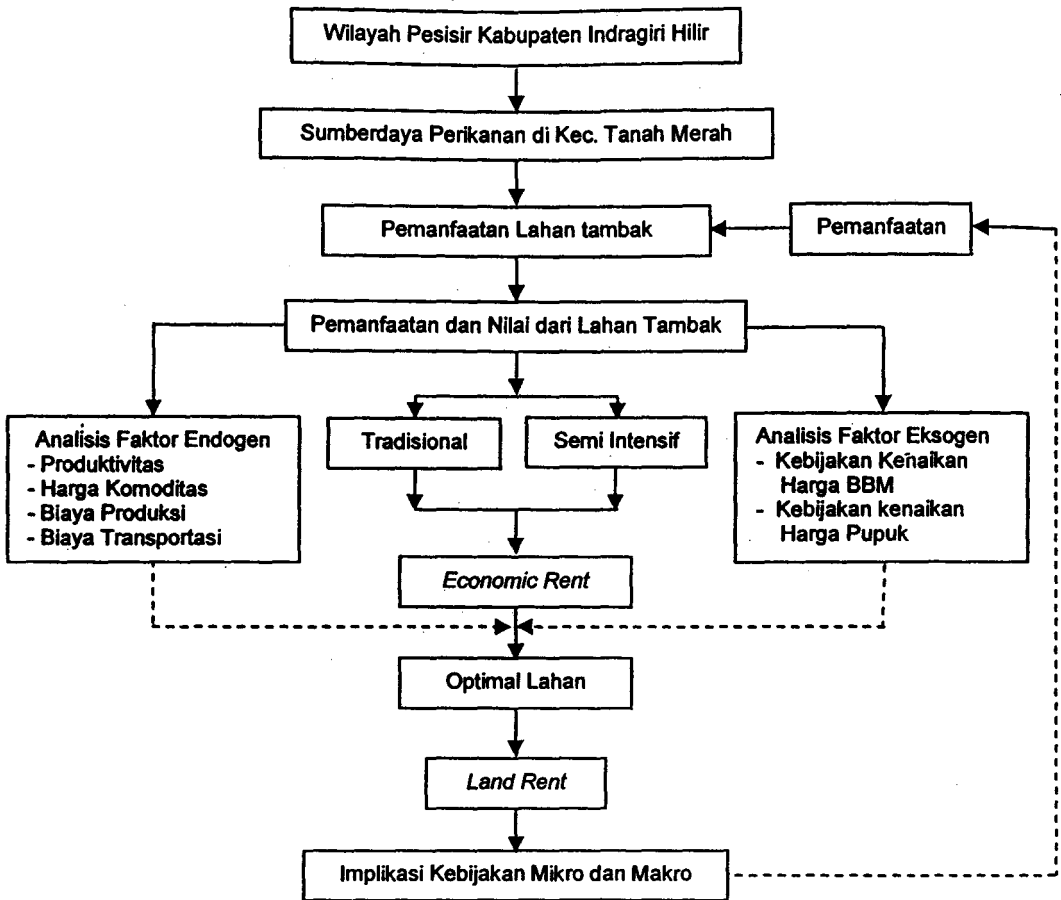 Wilayah Pesisir Kabupaten Indragiri Hilir
Sumberdaya Perikanan di Kec. Tanah Merah
Pemanfaatan Lahan tambak
Pemanfaatan
Pemanfaatan dan Nilai dari Lahan Tambak
Analisis Faktor Endogen
- Produktivitas
- Harga Komoditas
- Biaya Produksi
- Biaya Transportasi
Tradisional
Semi Intensif
Analisis Faktor Eksogen
- Kebijakan Kenaikan
Harga BBM
- Kebijakan kenaikan
Harga Pupuk
Economic Rent
Optimal Lahan
Land Rent
Implikasi Kebijakan Mikro dan Makro